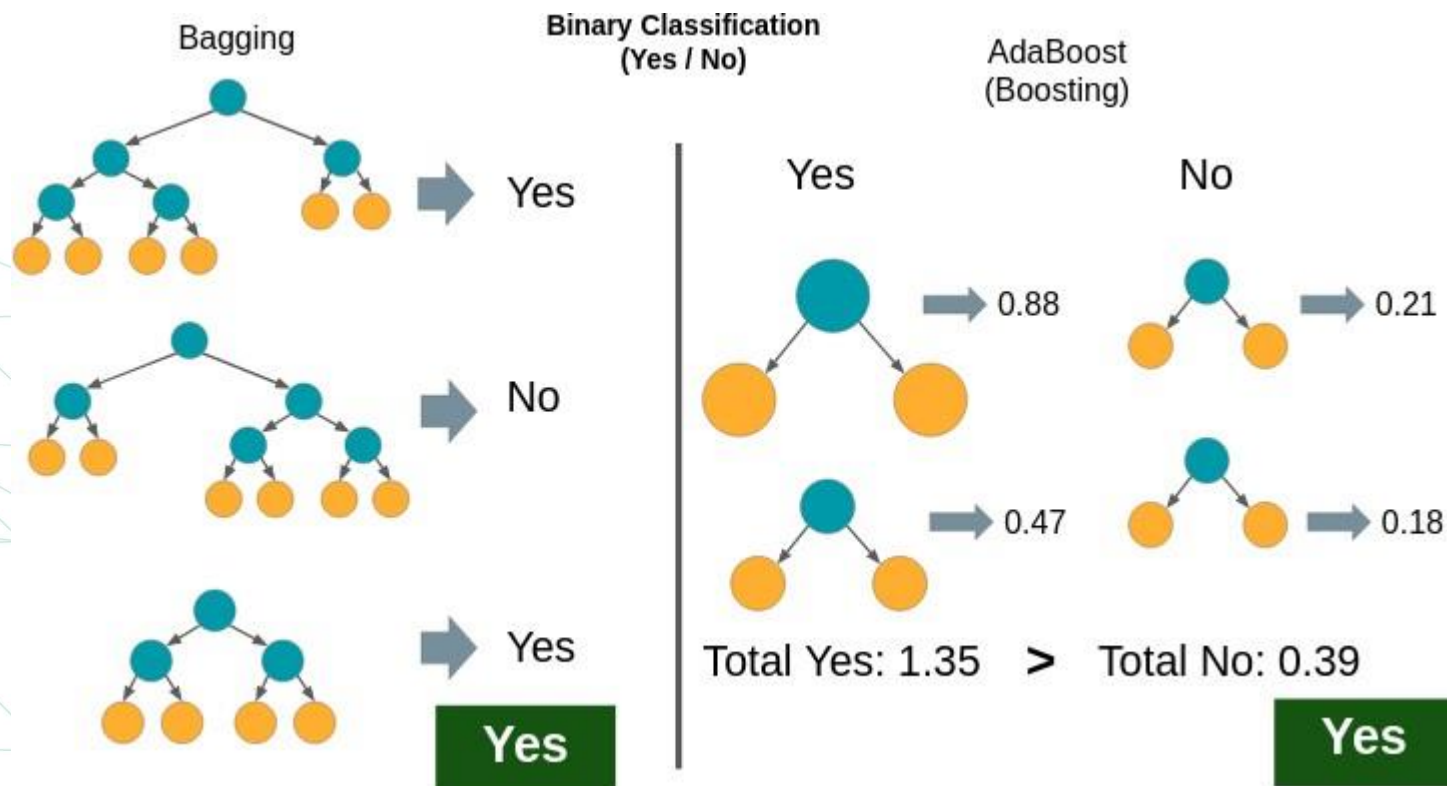 Bagging
Binary Classification
(Yes / No)
AdaBoost
(Boosting)
Yes
No
Yes
Yes
Yes
No
0.88
0.21
0.47
0.18
Total Yes: 1.35 > Total No: 0.39
Yes